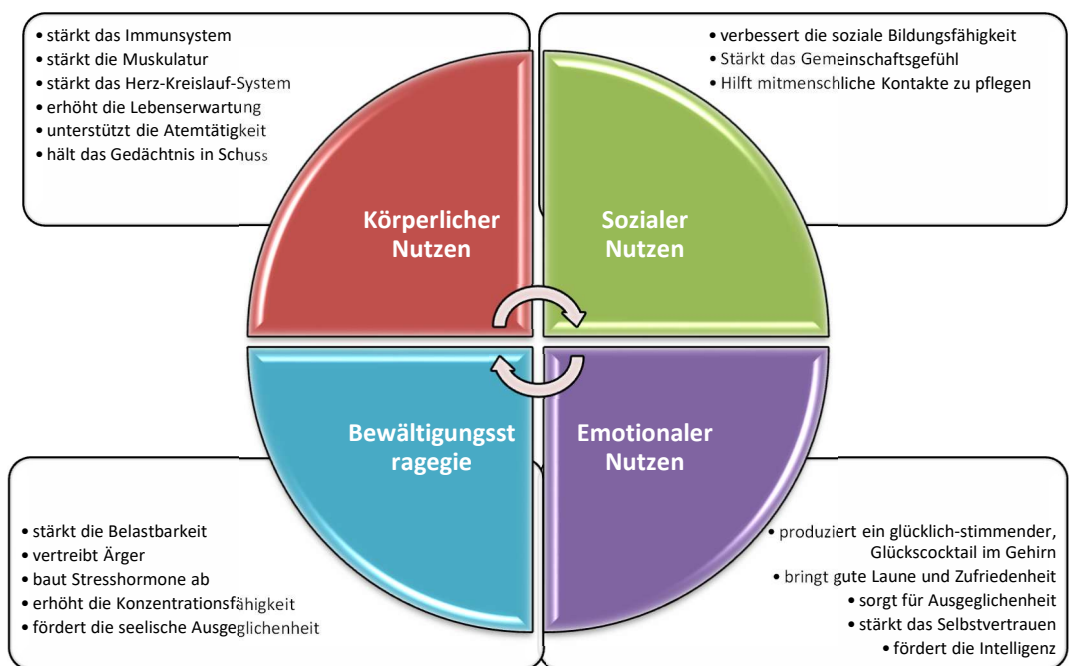 • stärkt das Immunsystem
• stärkt die Muskulatur
• stärkt das Herz-Kreislauf-System
• erhöht die Lebenserwartung
• unterstützt die Atemtätigkeit
• hält das Gedächtnis in Schuss
• verbessert die soziale Bildungsfähigkeit
• Stärkt das Gemeinschaftsgefühl
• Hilft mitmenschliche Kontakte zu pflegen
Körperlicher
Nutzen
Sozialer
Nutzen
Bewältigungsst
ragegie
Emotionaler
Nutzen
• stärkt die Belastbarkeit
• vertreibt Ärger
• baut Stresshormone ab
• erhöht die Konzentrationsfähigkeit
• fördert die seelische Ausgeglichenheit
• produziert ein glücklich-stimmender,
Glückscocktail im Gehirn
• bringt gute Laune und Zufriedenheit
• sorgt für Ausgeglichenheit
• stärkt das Selbstvertrauen
• fördert die Intelligenz